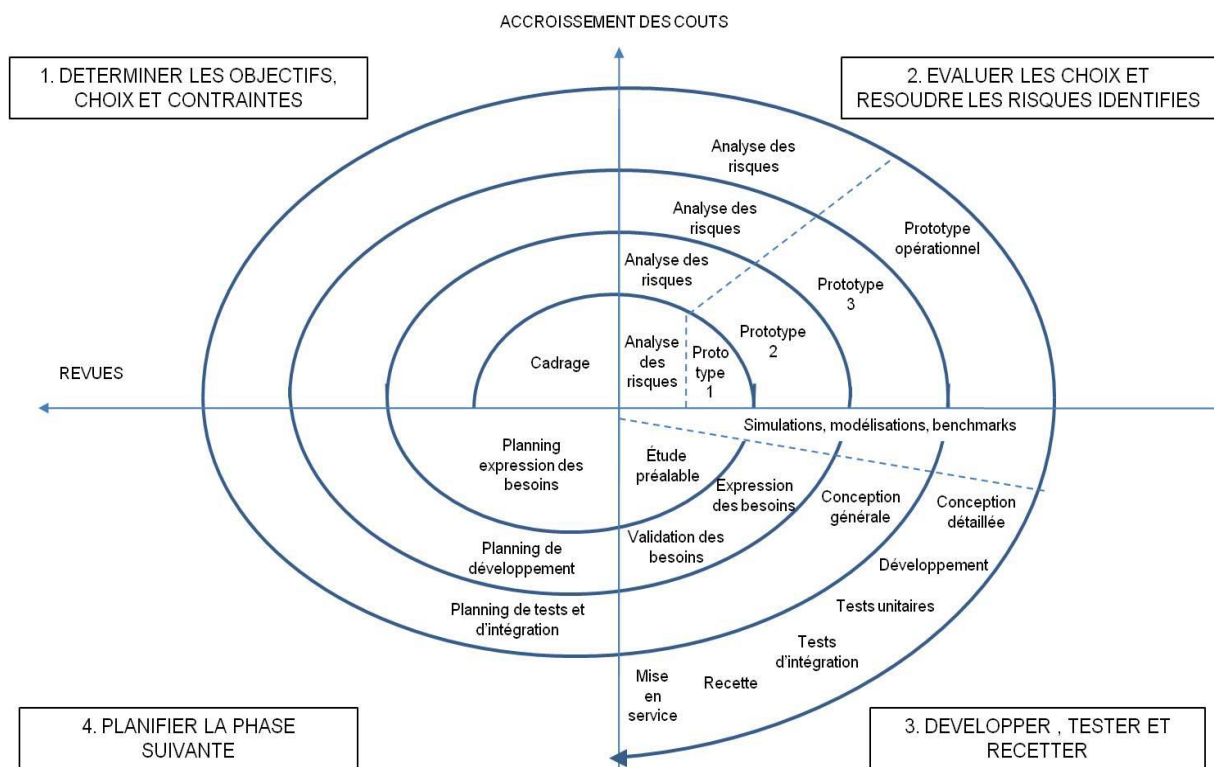 ACCROISSEMENT DES COUTS
1. DETERMINER LES OBJECTIFS,
CHOIX ET CONTRAINTES
2. EVALUER LES CHOIX ET
RESOUDRE LES RISQUES IDENTIFIES
Analyse des
risques
Analyse des
risques
Analyse des
risques
Analyse
des
risques
Prototype
opérationnel
Prototype
3
Prototype
2
Proto
type
1
Cadrage
REVUES
Simulations, modélisations, benchmarks
Planning
expression des
besoins
Étude
préalable
Expression
des besoins
Conception
générale
Conception
détaillée
Planning de
développement
Validation des
besoins
Développement
Planning de tests et
d'intégration
Tests unitaires
Tests
d'intégration
Recette
Mise
en
service
4. PLANIFIER LA PHASE
SUIVANTE
3. DEVELOPPER , TESTER ET
RECETTER